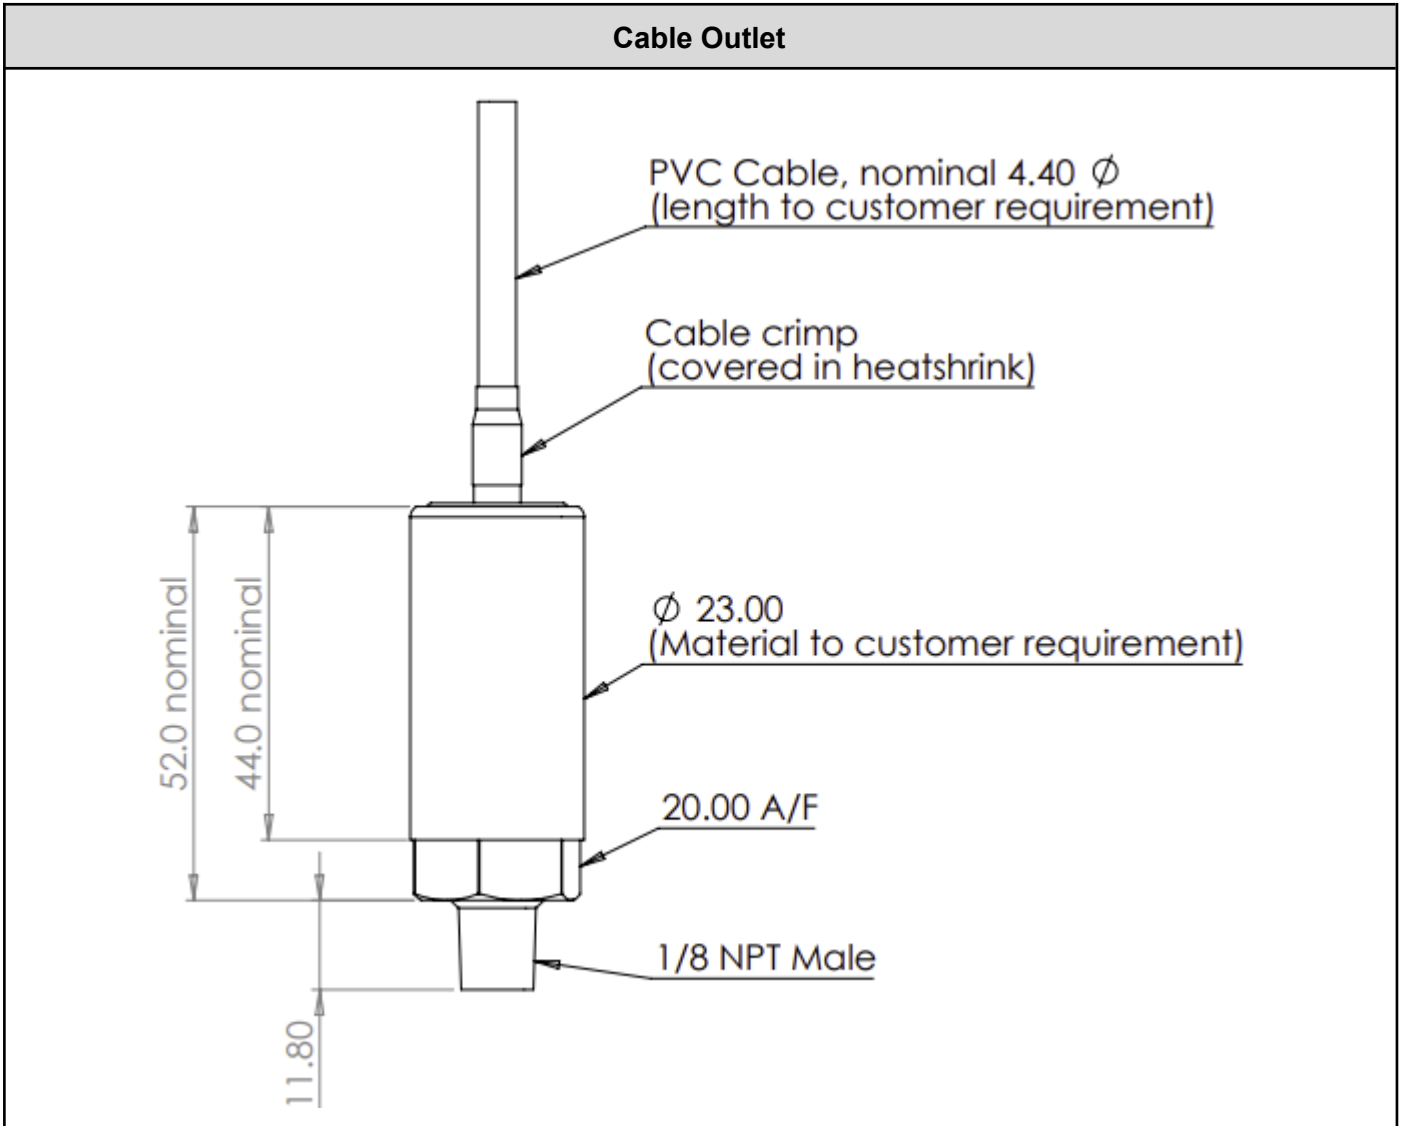 Cable Outlet
PVC Cable, nominal 4.40 ∅
(length to customer requirement)
Cable crimp
(covered in heatshrink)
52.0 nominal
44.0 nominal
∅ 23.00
(Material to customer requirement)
20.00 A/F
1/8 NPT Male
11.80